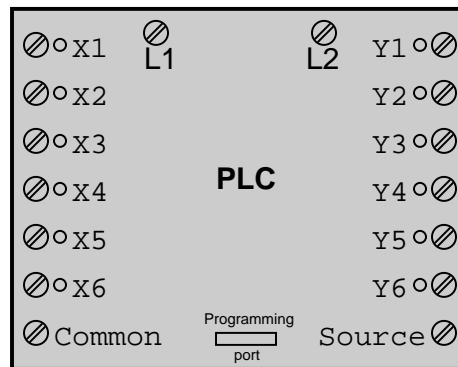 X1 L1 L2 Y1
X2 Y2
X3 Y3
X4 PLC Y4
X5 Y5
X6 Y6
Common Programming port Source